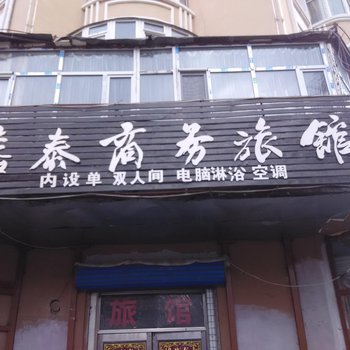 泰商务旅馆
内设单 双人间 电脑淋浴 空调
旅馆